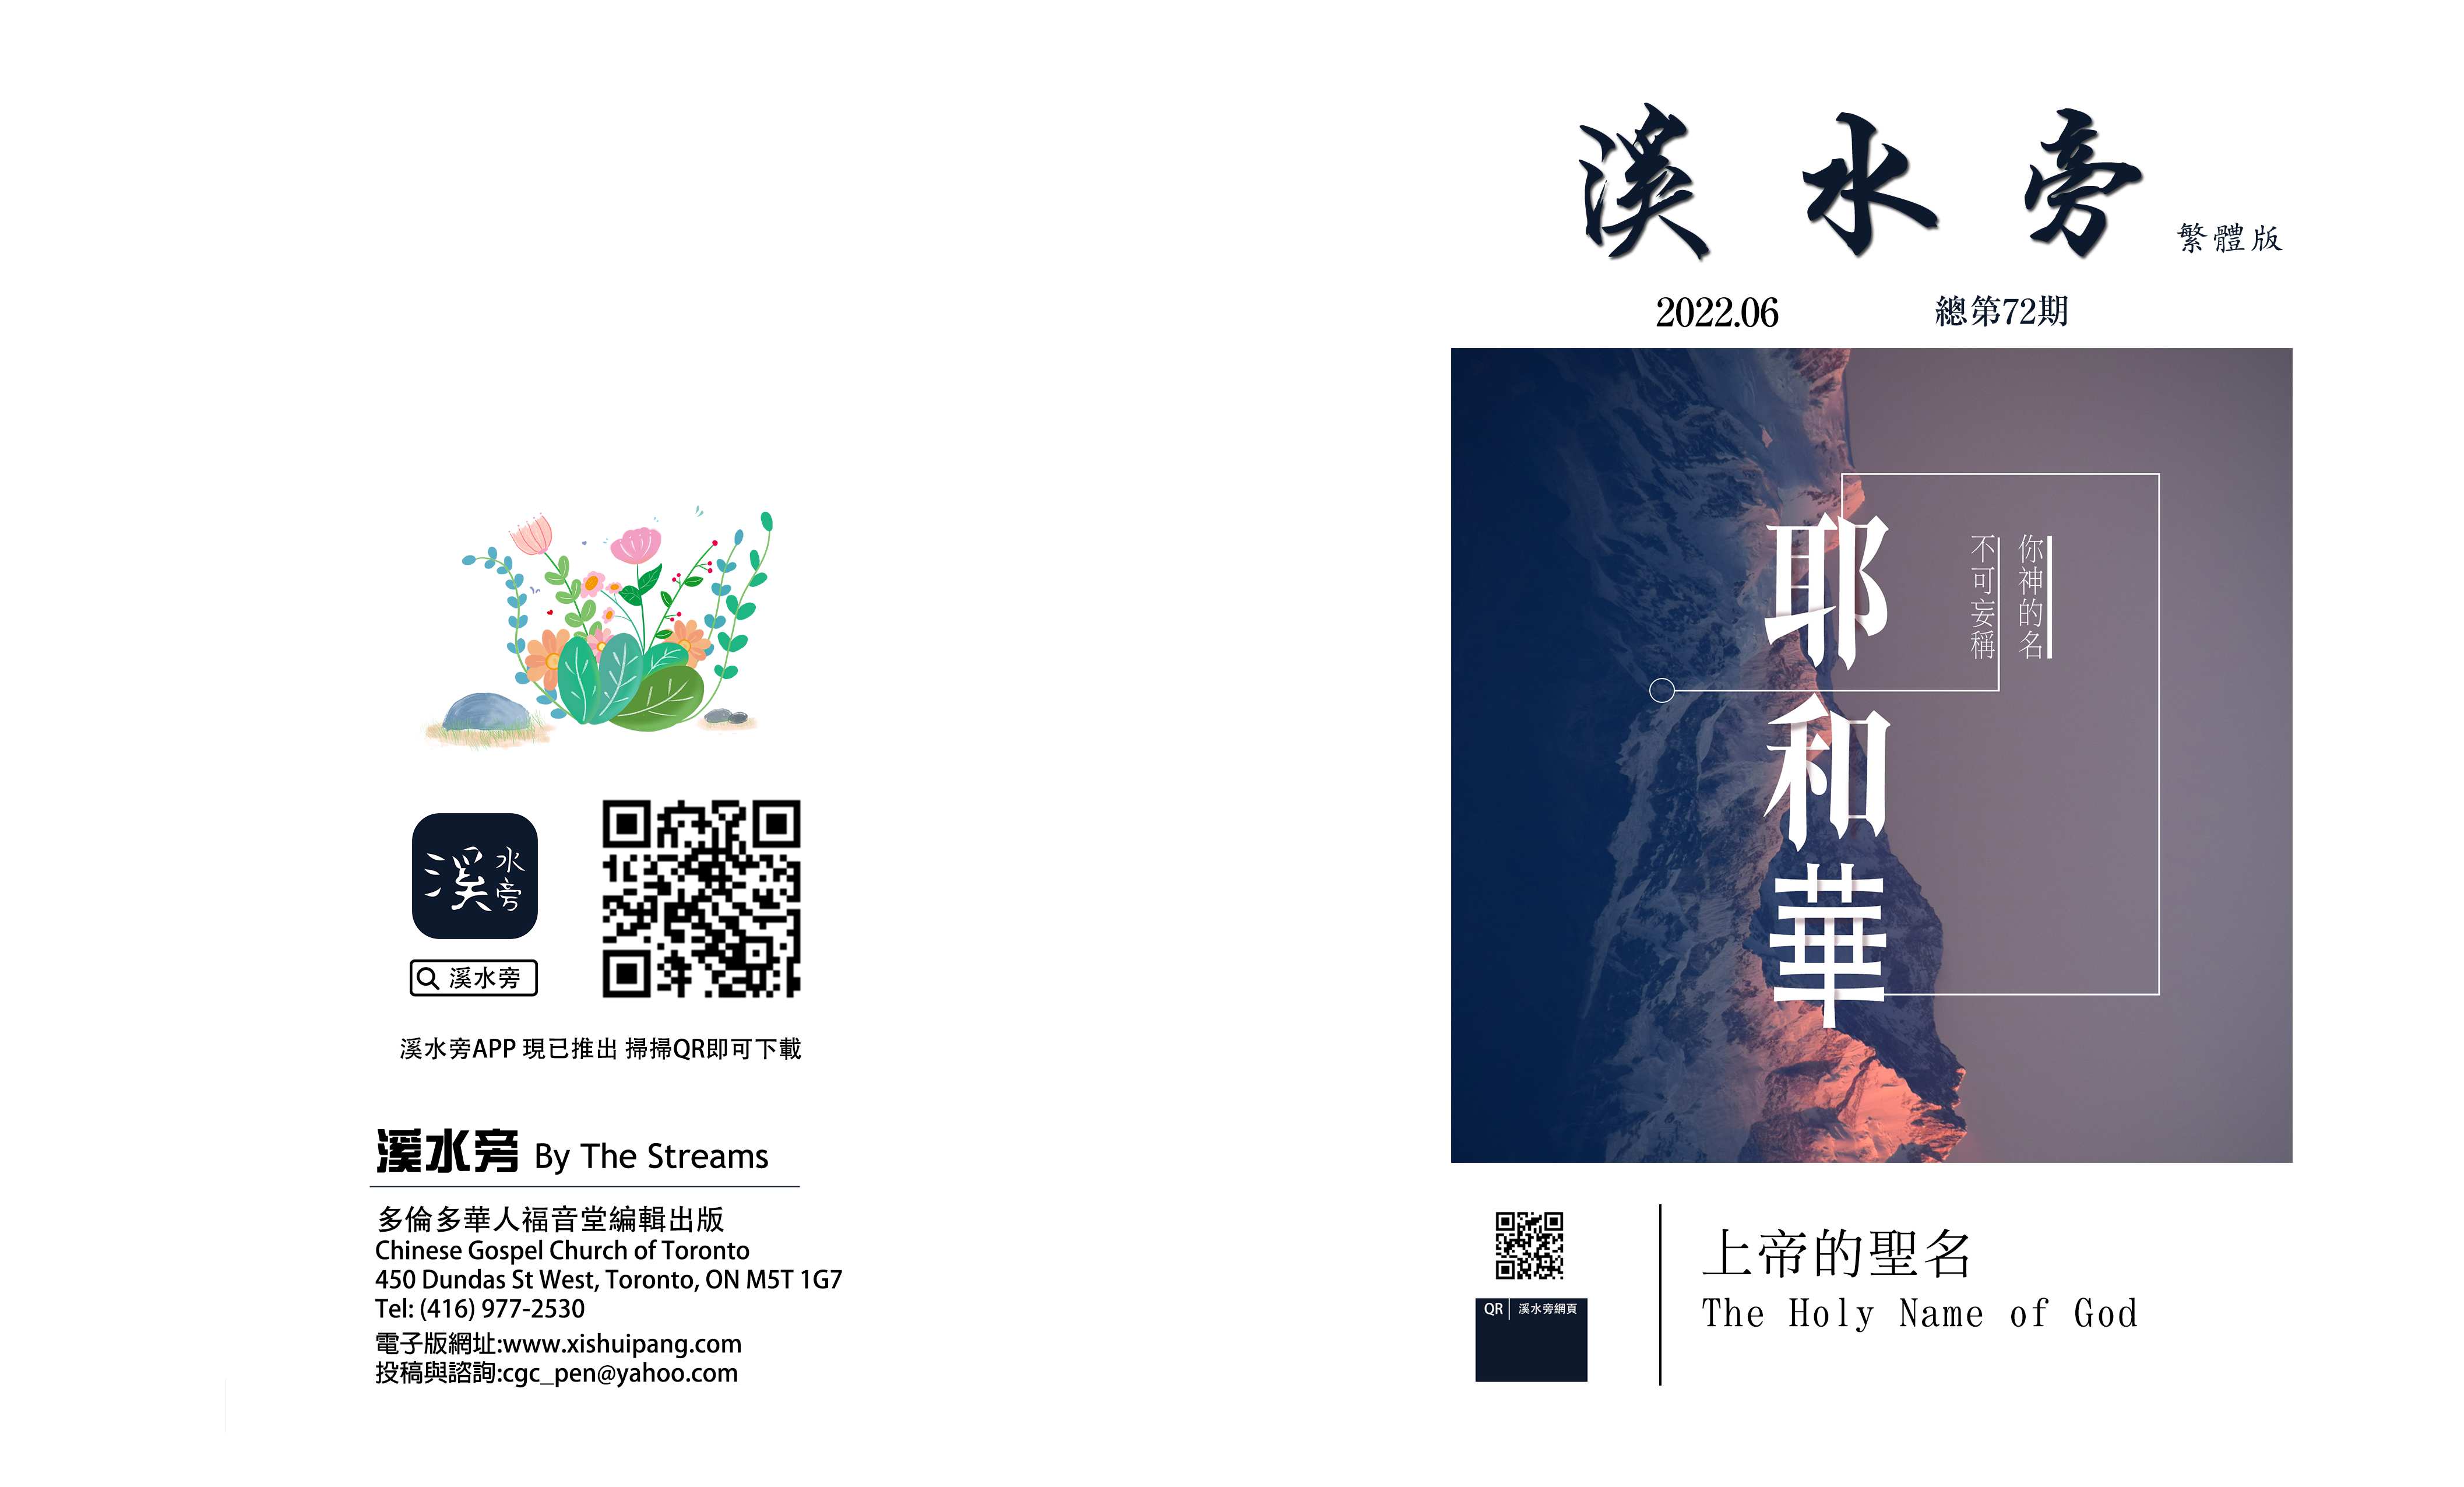 溪水旁
繁體版
2022.06
總第72期
耶和華
你神的名
不可妄稱
QR
溪水旁網頁
上帝的聖名
The Holy Name of God
溪水旁
溪水旁
溪水旁APP 現已推出 掃掃QR即可下載
溪水旁 By The Streams
多倫多華人福音堂編輯出版
Chinese Gospel Church of Toronto
450 Dundas St West, Toronto, ON M5T 1G7
Tel: (416) 977-2530
電子版網址:www.xishuipang.com
投稿與諮詢:cgc_pen@yahoo.com